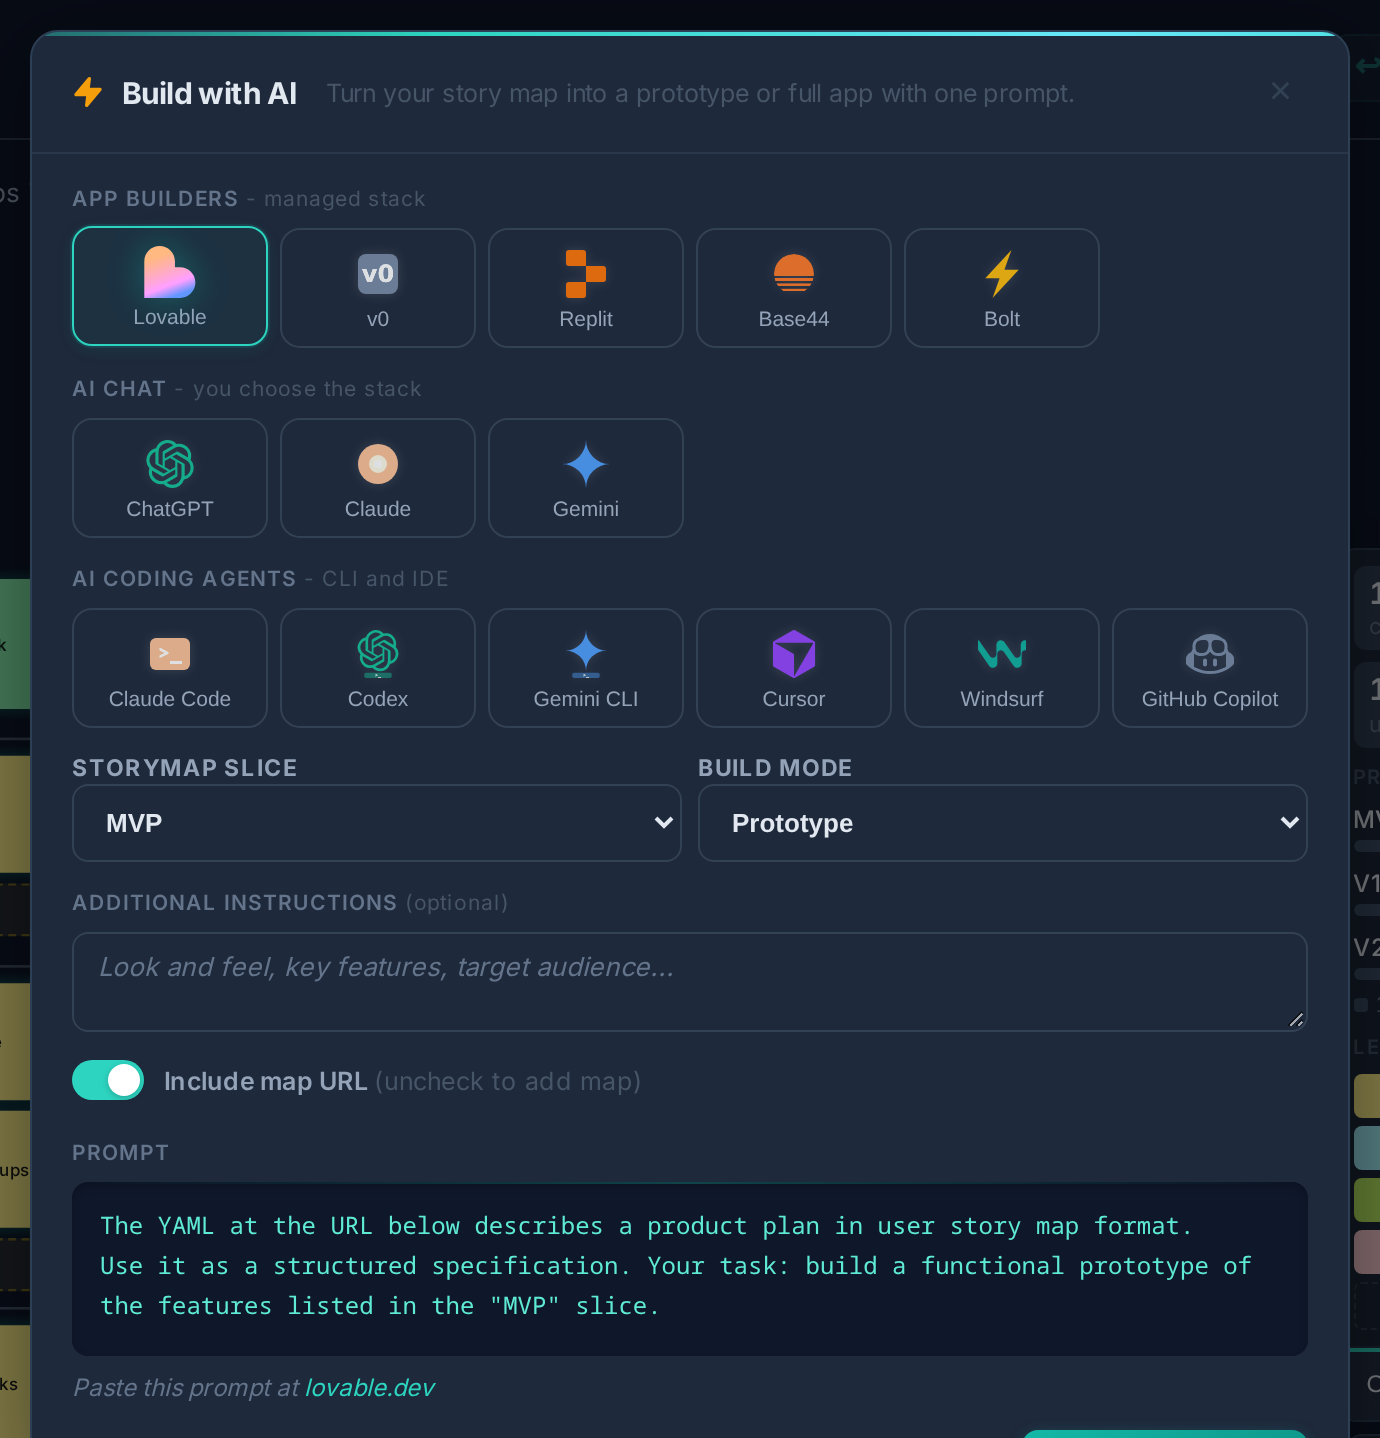 Build with AI Turn your story map into a prototype or full app with one prompt.
APP BUILDERS - managed stack
Lovable
v0
v0
Replit
Base44
Bolt
AI CHAT - you choose the stack
ChatGPT
Claude
Gemini
AI CODING AGENTS - CLI and IDE
Claude Code
Codex
Gemini CLI
Cursor
Windsurf
GitHub Copilot
STORYMAP SLICE
MVP
BUILD MODE
Prototype
ADDITIONAL INSTRUCTIONS (optional)
Look and feel, key features, target audience...
Include map URL (uncheck to add map)
PROMPT
The YAML at the URL below describes a product plan in user story map format.
Use it as a structured specification. Your task: build a functional prototype of
the features listed in the "MVP" slice.
Paste this prompt at lovable.dev
V1
V2